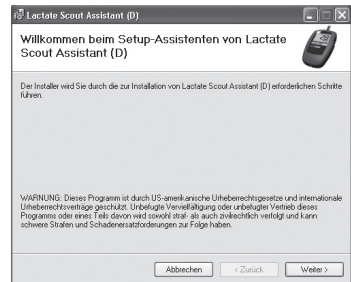 Lactate Scout Assistant (D)
Willkommen beim Setup-Assistenten von Lactate
Scout Assistant (D)
Der Installer wird Sie durch die zur Installation von Lactate Scout Assistant (D) erforderlichen Schritte
führen.
WARNUNG: Dieses Programm ist durch US-amerikanische Urheberrechtsgesetze und internationale
Urheberrechtsverträge geschützt. Unbefugte Vervielfältigung oder unbefugter Vertrieb dieses
Programms oder eines Teils davon wird sowohl straf- als auch zivilrechtlich verfolgt und kann
schwere Strafen und Schadensersatzforderungen zur Folge haben.
Abbrechen < Zurück Weiter >